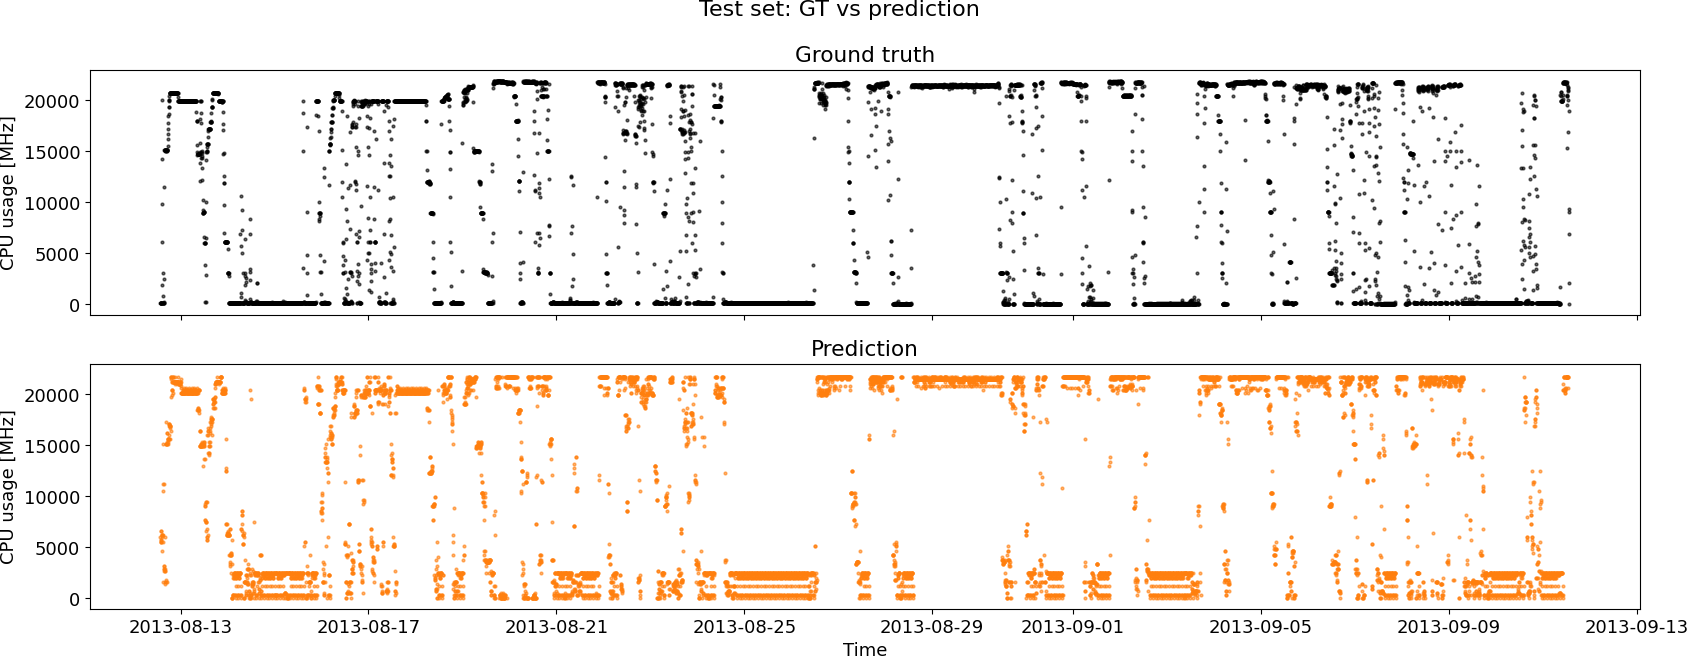 Test set: GT vs prediction
Ground truth
CPU usage [MHz]
20000
15000
10000
5000
0
Prediction
CPU usage [MHz]
20000
15000
10000
5000
0
2013-08-13 2013-08-17 2013-08-21 2013-08-25 2013-08-29 2013-09-01 2013-09-05 2013-09-09 2013-09-13
Time